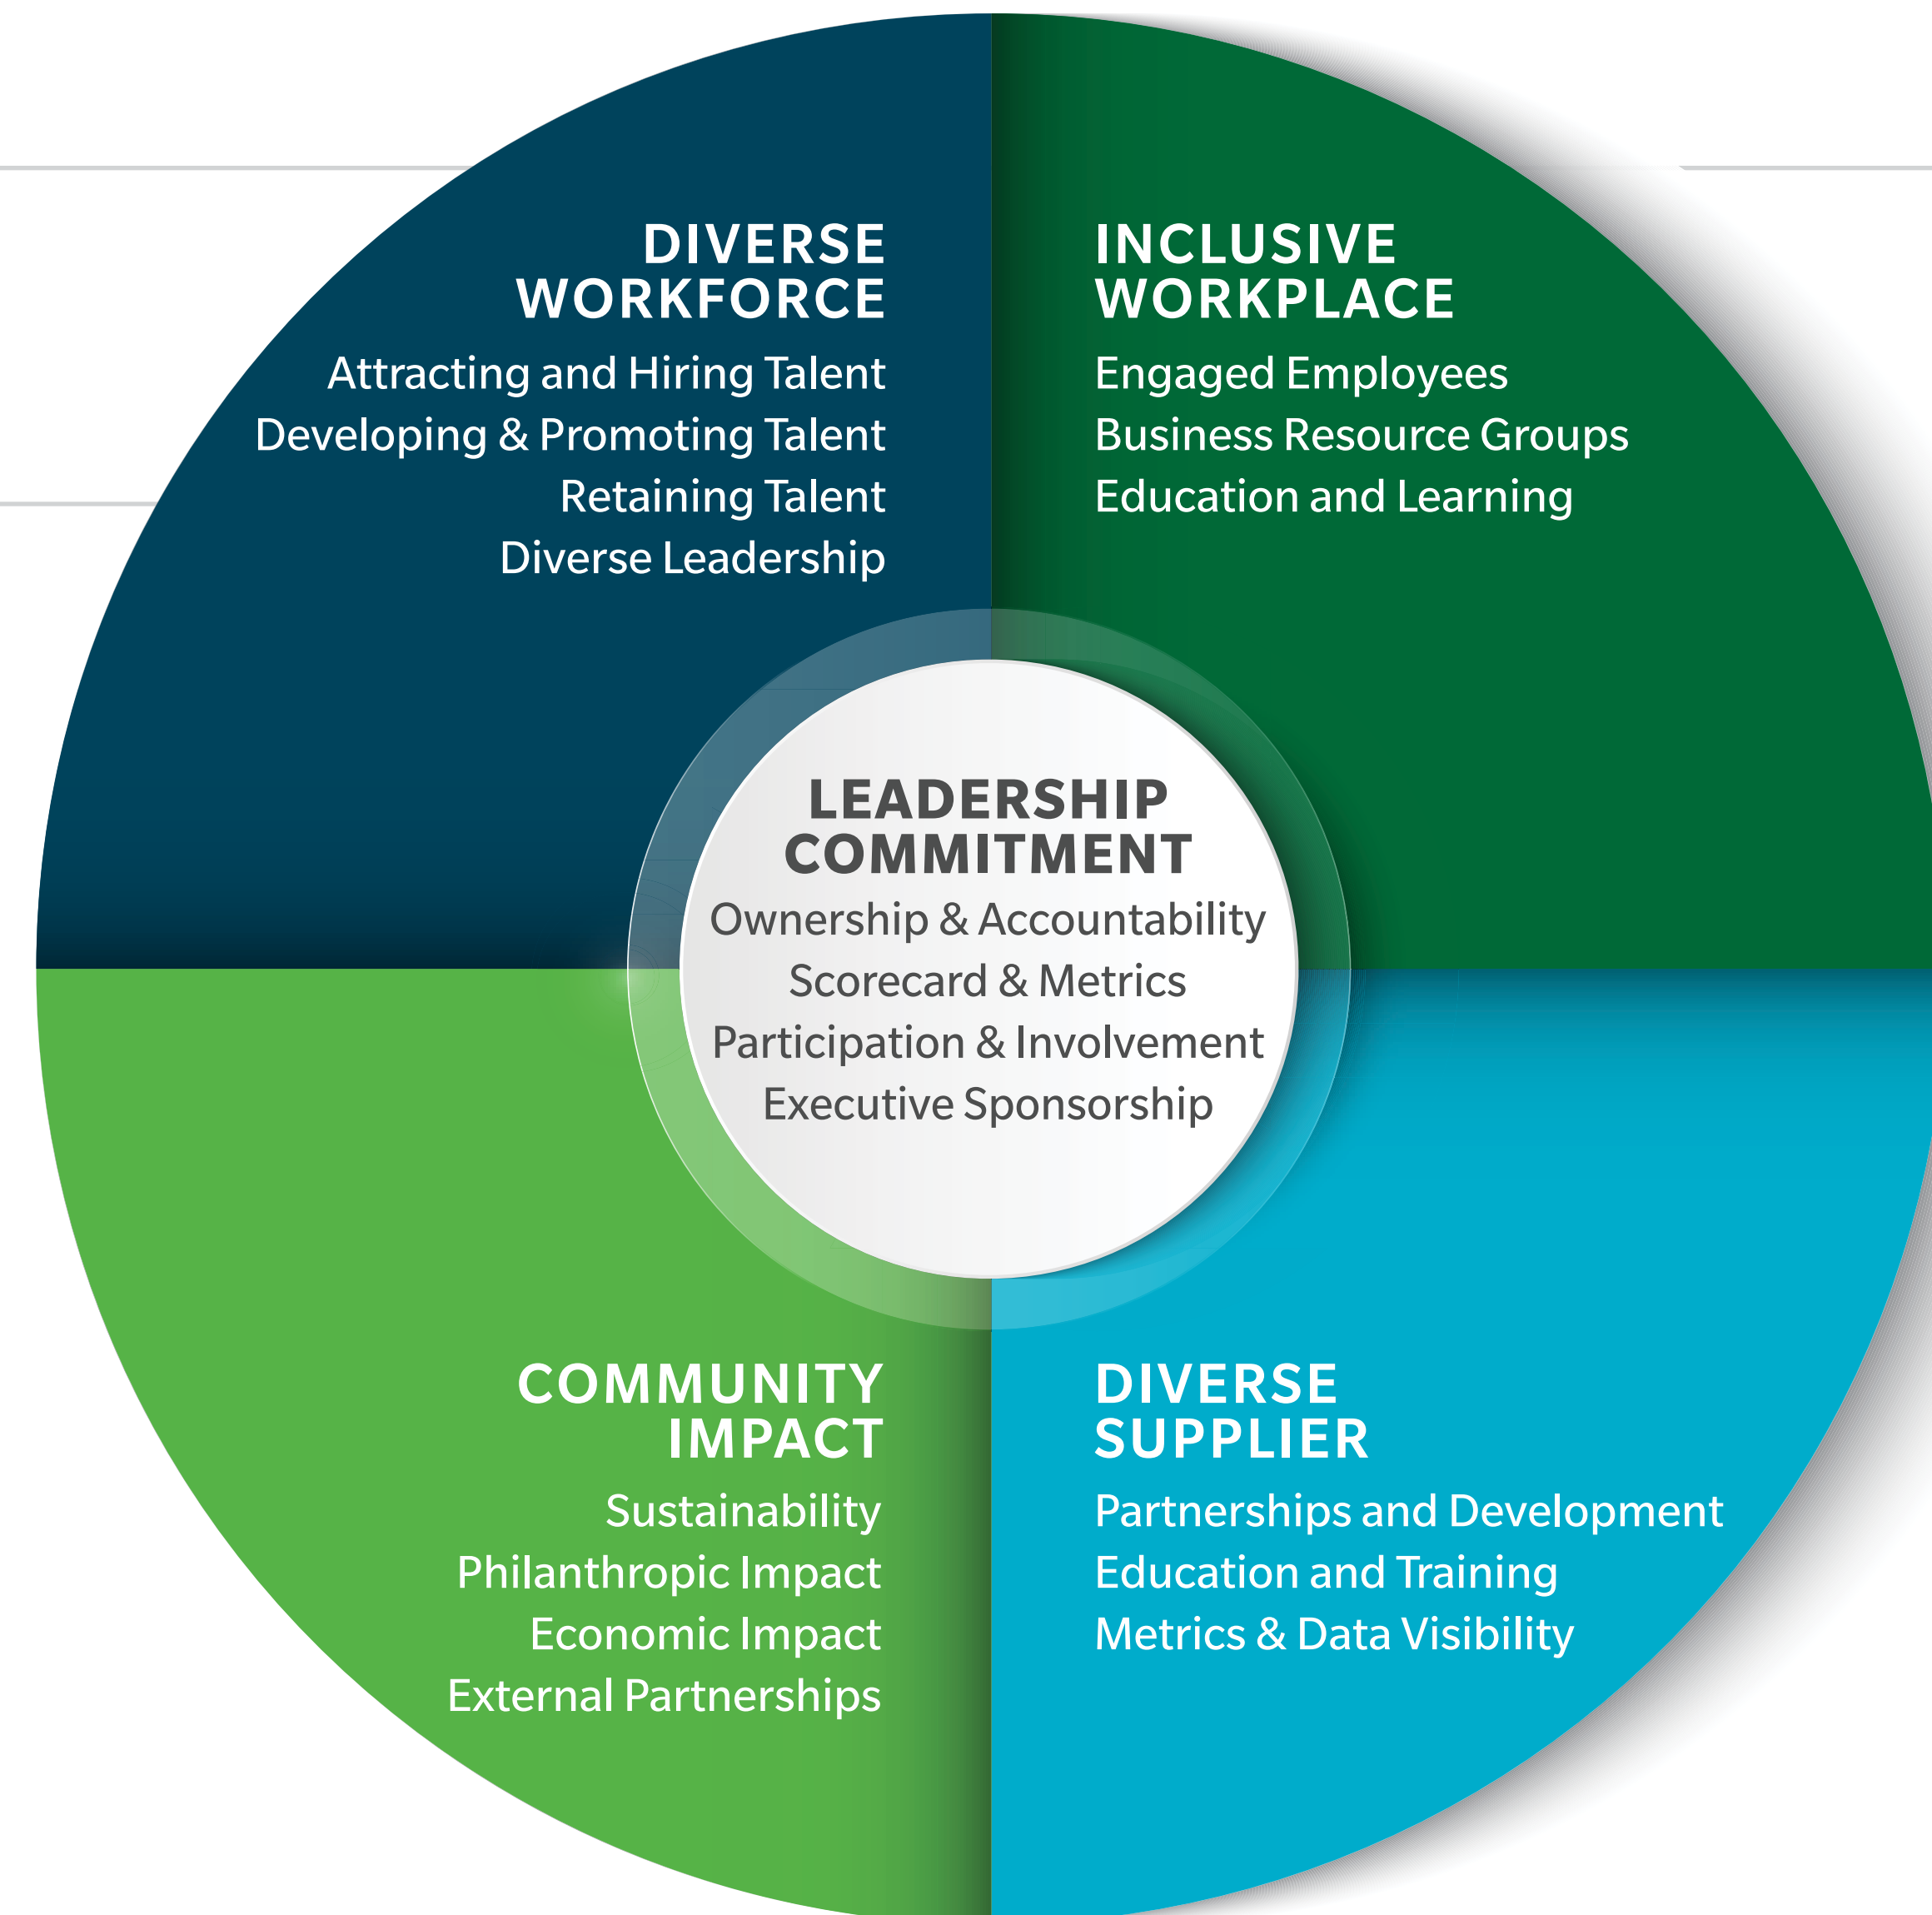 DIVERSE
WORKFORCE
Attracting and Hiring Talent
Developing & Promoting Talent
Retaining Talent
Diverse Leadership
INCLUSIVE
WORKPLACE
Engaged Employees
Business Resource Groups
Education and Learning
LEADERSHIP
COMMITMENT
Ownership & Accountability
Scorecard & Metrics
Participation & Involvement
Executive Sponsorship
COMMUNITY
IMPACT
Sustainability
Philanthropic Impact
Economic Impact
External Partnerships
DIVERSE
SUPPLIER
Partnerships and Development
Education and Training
Metrics & Data Visibility